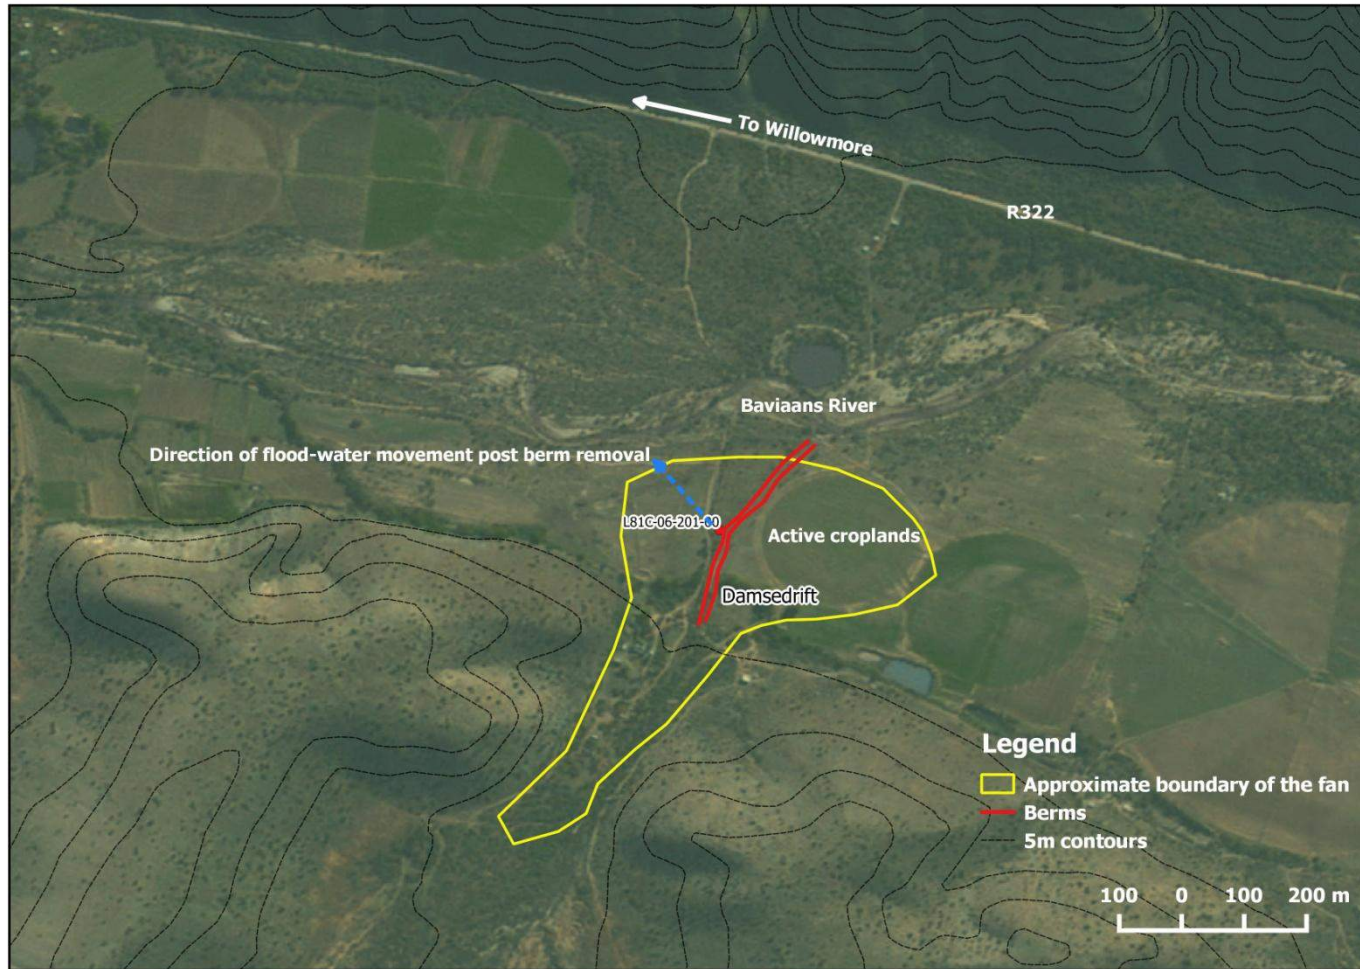 To Willowmore
R322
Baviaans River
Direction of flood-water movement post berm removal
L81C-06-201-00
Active croplands
Damsedrift
Legend
Approximate boundary of the fan
Berms
5m contours
100 0 100 200 m